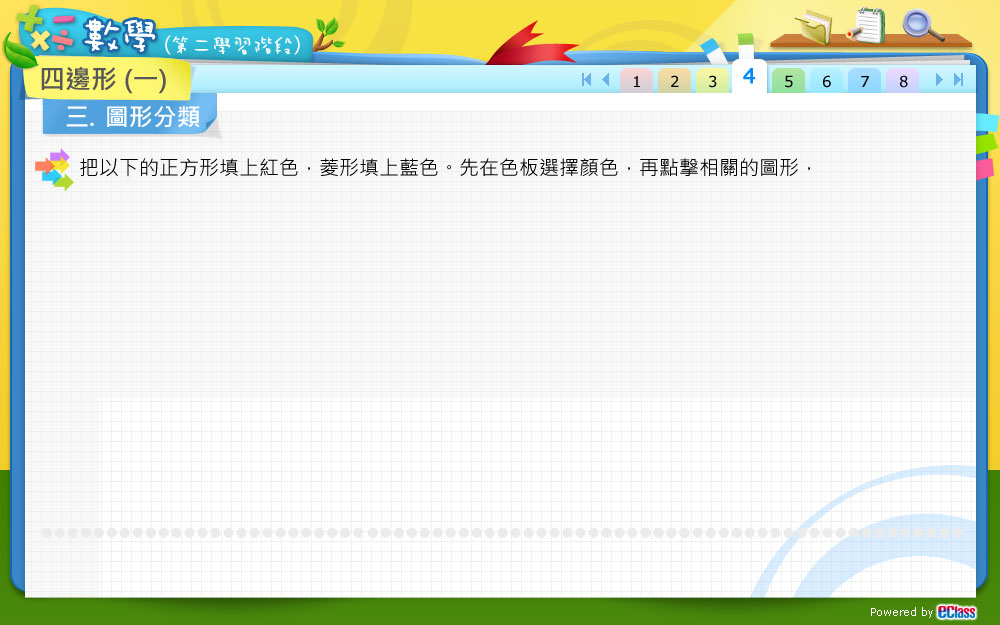 數學 (第二學習階段)
四邊形 (一)
1 2 3 4 5 6 7 8
三. 圖形分類
把以下的正方形填上紅色，菱形填上藍色。先在色板選擇顏色，再點擊相關的圖形，
Powered by eClass